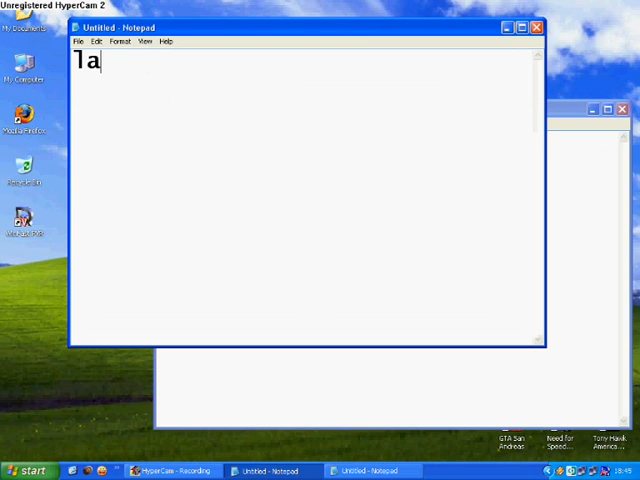 Unregistered HyperCam 2
My Documents
Untitled - Notepad
File Edit Format View Help
la
My Computer
Mozilla Firefox
Recycle Bin
GTA San Andreas
Need for Speed...
Tony Hawk America...
start
HyperCam - Recording
Untitled - Notepad
Untitled - Notepad
18:45